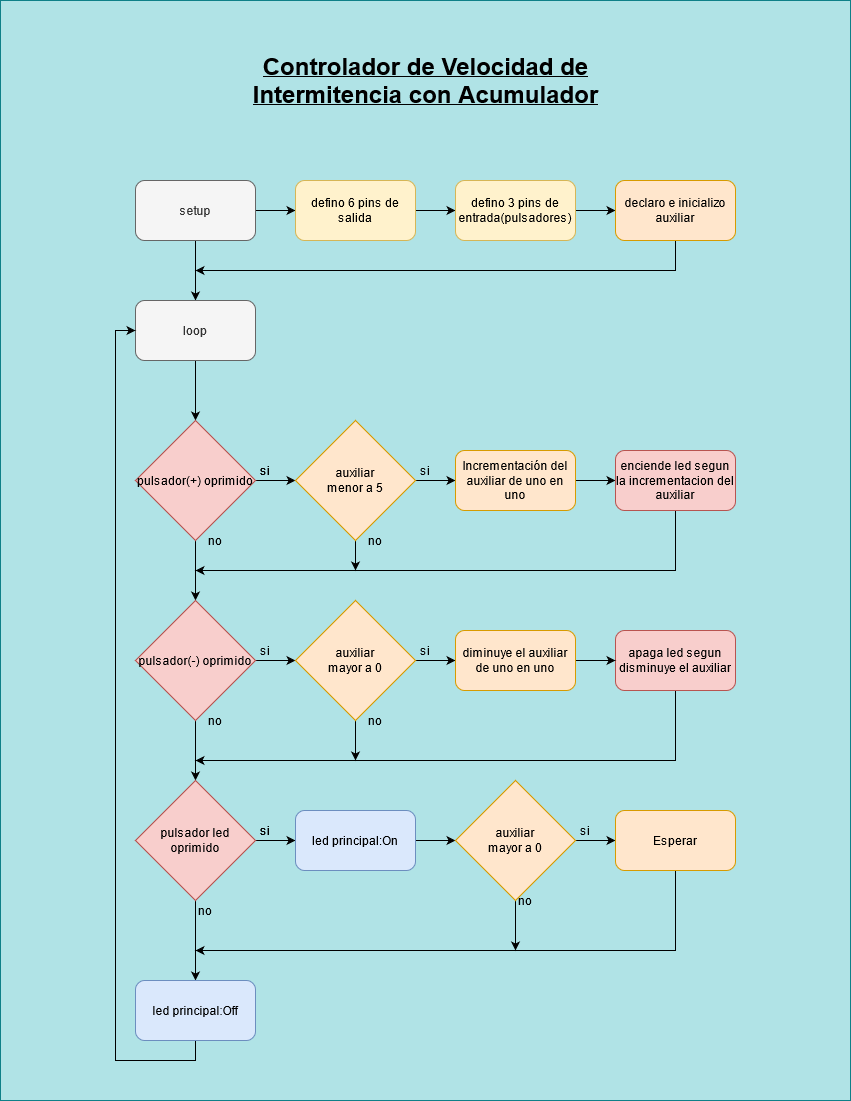 Controlador de Velocidad de
Intermitencia con Acumulador
setup
defino 6 pins de
salida
defino 3 pins de
entrada(pulsadores)
declaro e inicializo
auxiliar
loop
pulsador(+) oprimido
si
auxiliar
menor a 5
si
Incrementación del
auxiliar de uno en
uno
enciende led segun
la incrementacion del
auxiliar
no
no
pulsador(-) oprimido
si
auxiliar
mayor a 0
si
diminuye el auxiliar
de uno en uno
apaga led segun
disminuye el auxiliar
no
no
pulsador led
oprimido
si
led principal:On
auxiliar
mayor a 0
si
Esperar
no
no
led principal:Off